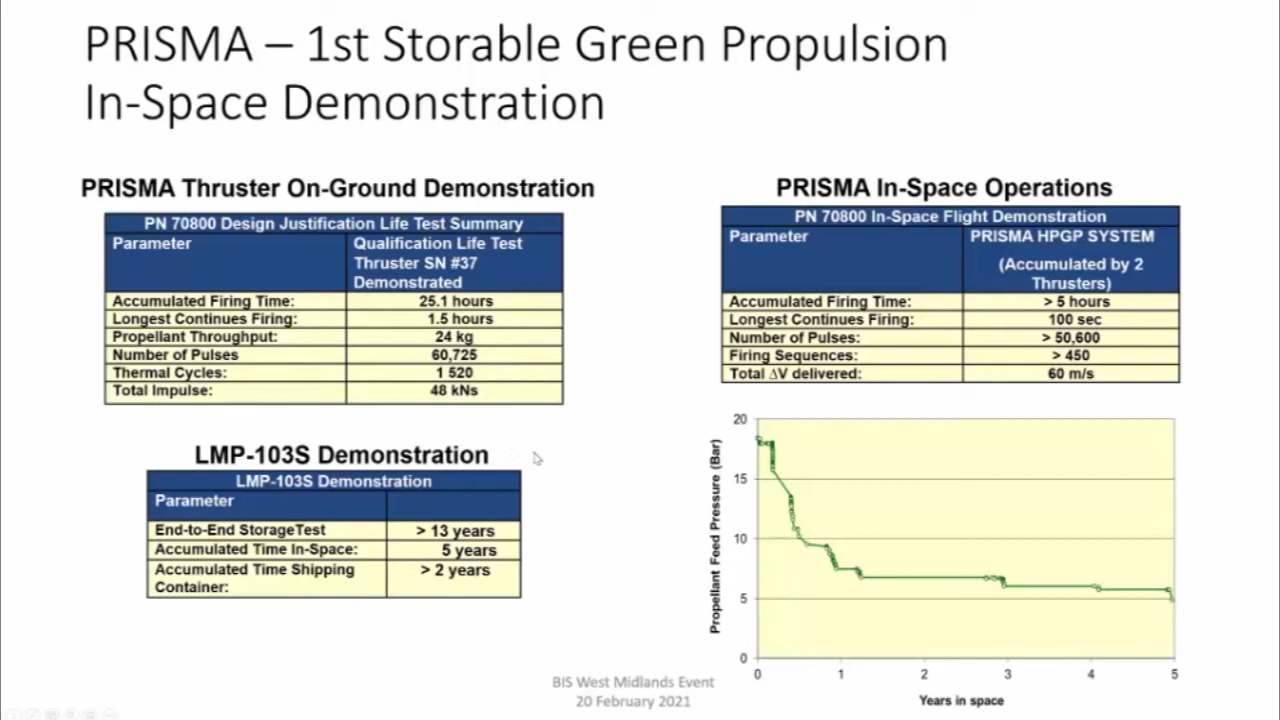 PRISMA – 1st Storable Green Propulsion
In-Space Demonstration
PRISMA Thruster On-Ground Demonstration
PN 70800 Design Justification Life Test Summary
Parameter
Qualification Life Test
Thruster SN #37
Demonstrated
Accumulated Firing Time: 25.1 hours
Longest Continues Firing: 1.5 hours
Propellant Throughput: 24 kg
Number of Pulses 60,725
Thermal Cycles: 1 520
Total Impulse: 48 kNs
LMP-103S Demonstration
LMP-103S Demonstration
Parameter
End-to-End StorageTest > 13 years
Accumulated Time In-Space: 5 years
Accumulated Time Shipping > 2 years
Container:
PRISMA In-Space Operations
PN 70800 In-Space Flight Demonstration
Parameter PRISMA HPGP SYSTEM
(Accumulated by 2
Thrusters)
Accumulated Firing Time: > 5 hours
Longest Continues Firing: 100 sec
Number of Pulses: > 50,600
Firing Sequences: > 450
Total ΔV delivered: 60 m/s
Propellant Feed Pressure (Bar)
20
15
10
5
0
0 1 2 3 4 5
Years in space
BIS West Midlands Event
20 February 2021